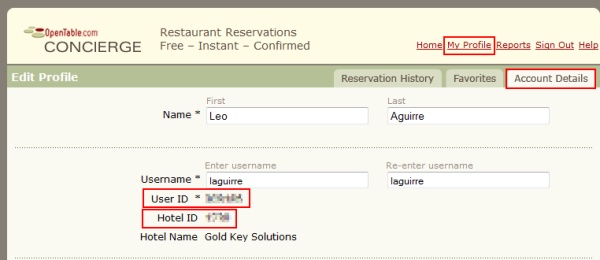 OpenTable.com
CONCIERGE
Restaurant Reservations
Free – Instant – Confirmed
Home My Profile Reports Sign Out Help
Edit Profile
Reservation History Favorites Account Details
First Last
Name * Leo Aguirre
Enter username Re-enter username
Username * laguirre laguirre
User ID *
Hotel ID
Hotel Name Gold Key Solutions